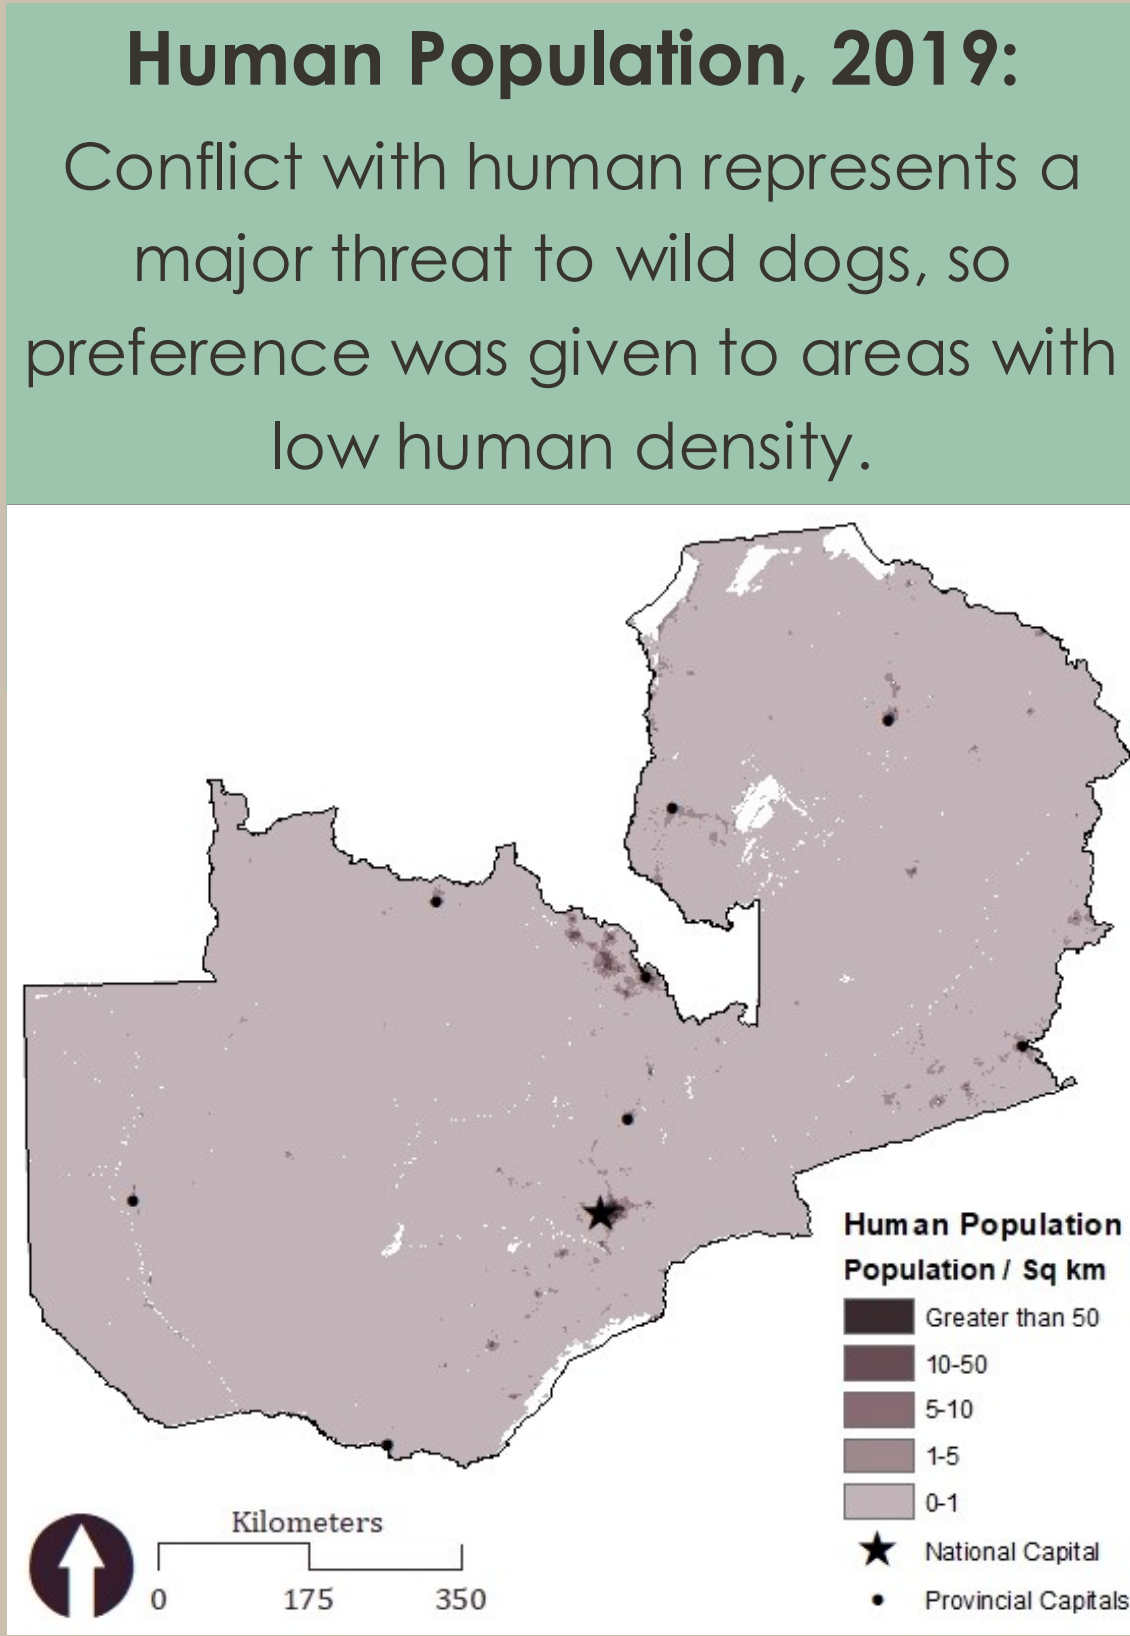 Human Population, 2019:
Conflict with human represents a
major threat to wild dogs, so
preference was given to areas with
low human density.
Human Population
Population / Sq km
Greater than 50
10-50
5-10
1-5
0-1
National Capital
Provincial Capitals
Kilometers
0 175 350